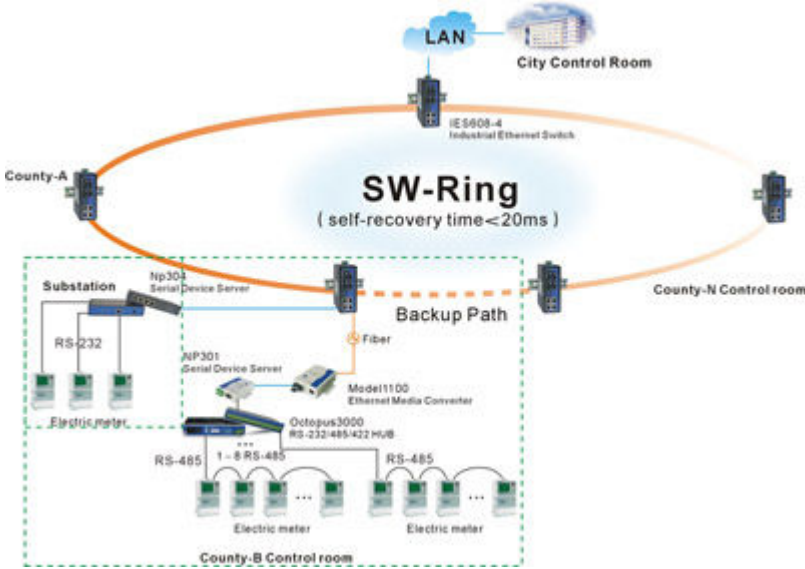 LAN
City Control Room
IES608-4
Industrial Ethernet Switch
County-A
SW-Ring
( self-recovery time<20ms )
Substation
Np304
Serial Device Server
County-N Control room
Backup Path
RS-232
Fiber
NP301
Serial Device Server
Model1100
Ethernet Media Converter
Electric meter
Octopus3000
RS-232/485/422 HUB
...
RS-485
1 – 8 RS-485
RS-485
...
...
Electric meter
Electric meter
County-B Control room